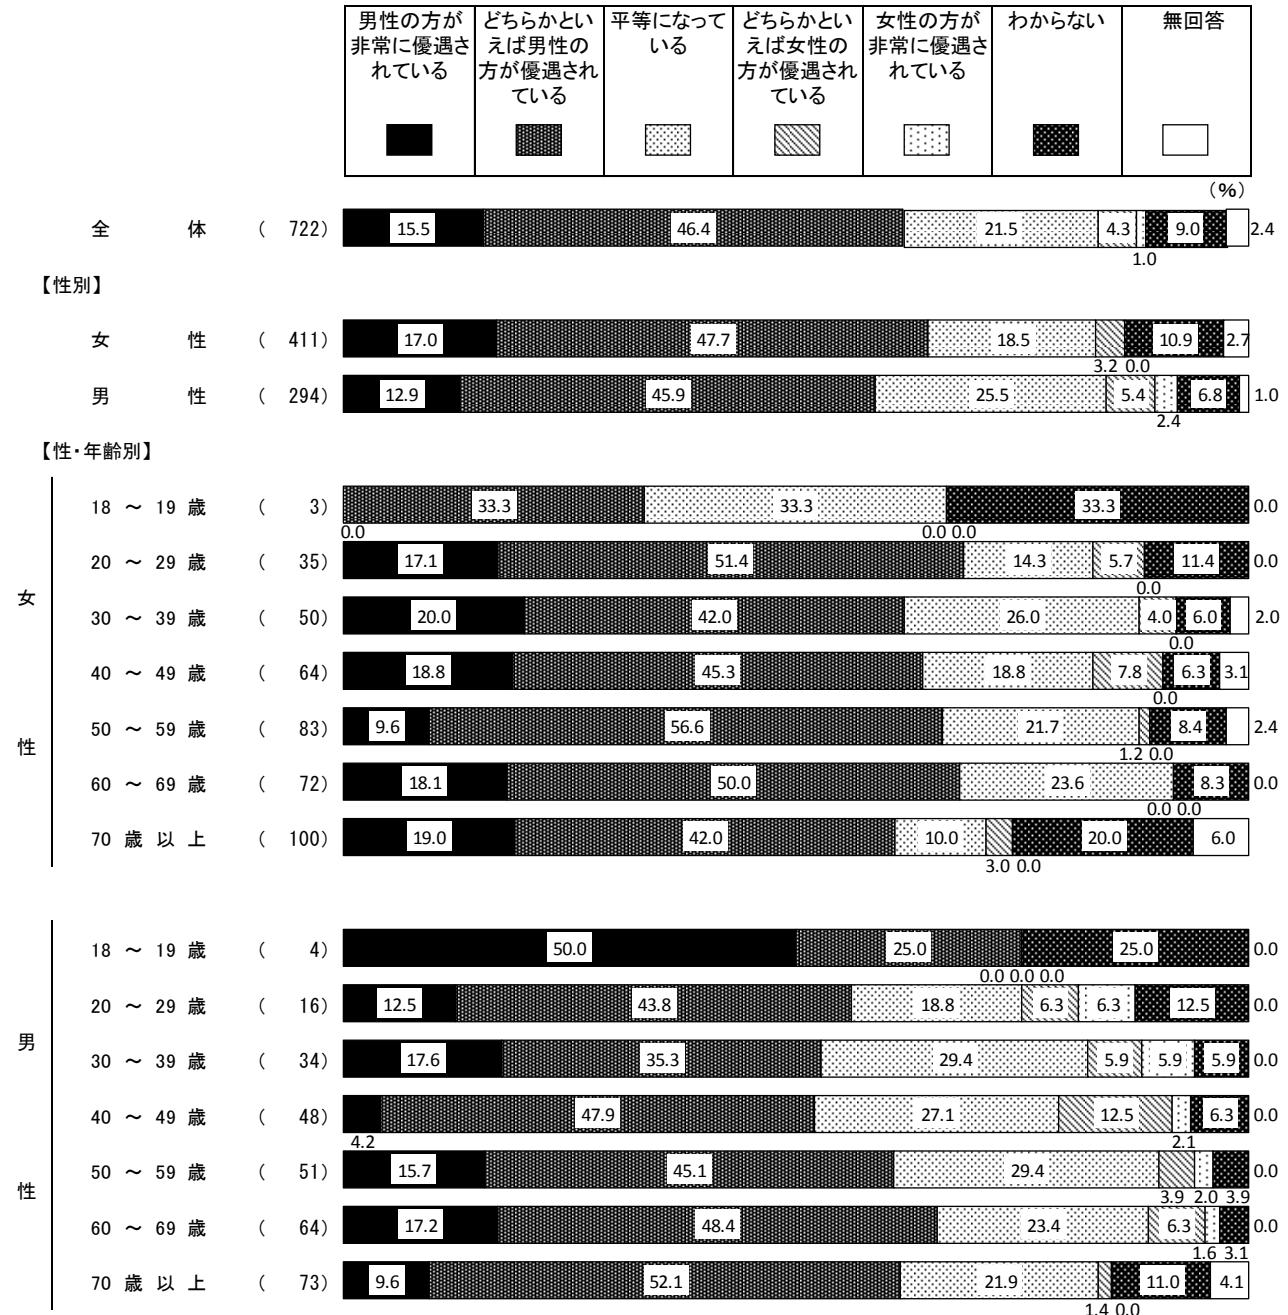 男性の方が非常に優遇されている
どちらかといえば男性の方が優遇されている
平等になっている
どちらかといえば女性の方が優遇されている
女性の方が非常に優遇されている
わからない
無回答
(%)
全 体 ( 722) 15.5 46.4 21.5 4.3 1.0 9.0 2.4
【性別】
女 性 ( 411) 17.0 47.7 18.5 3.2 0.0 10.9 2.7
男 性 ( 294) 12.9 45.9 25.5 5.4 2.4 6.8 1.0
【性・年齢別】
女性
18 ～ 19 歳 ( 3) 0.0 33.3 33.3 0.0 0.0 33.3 0.0
20 ～ 29 歳 ( 35) 17.1 51.4 14.3 5.7 0.0 11.4 0.0
30 ～ 39 歳 ( 50) 20.0 42.0 26.0 4.0 0.0 6.0 2.0
40 ～ 49 歳 ( 64) 18.8 45.3 18.8 7.8 0.0 6.3 3.1
50 ～ 59 歳 ( 83) 9.6 56.6 21.7 1.2 0.0 8.4 2.4
60 ～ 69 歳 ( 72) 18.1 50.0 23.6 0.0 0.0 8.3 0.0
70 歳 以 上 ( 100) 19.0 42.0 10.0 3.0 0.0 20.0 6.0
男性
18 ～ 19 歳 ( 4) 50.0 25.0 0.0 0.0 0.0 25.0 0.0
20 ～ 29 歳 ( 16) 12.5 43.8 18.8 6.3 6.3 12.5 0.0
30 ～ 39 歳 ( 34) 17.6 35.3 29.4 5.9 5.9 5.9 0.0
40 ～ 49 歳 ( 48) 4.2 47.9 27.1 12.5 2.1 6.3 0.0
50 ～ 59 歳 ( 51) 15.7 45.1 29.4 3.9 2.0 3.9 0.0
60 ～ 69 歳 ( 64) 17.2 48.4 23.4 6.3 1.6 3.1 0.0
70 歳 以 上 ( 73) 9.6 52.1 21.9 1.4 0.0 11.0 4.1